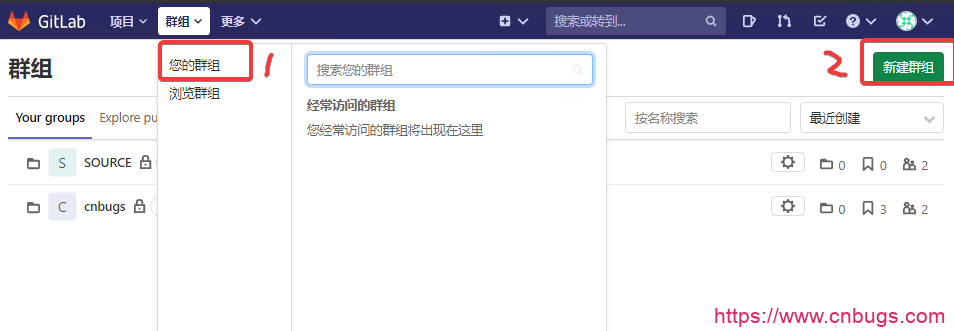 GitLab 项目 群组 更多 搜索或转到...
群组 您的群组 1 搜索您的群组 2 新建群组
浏览群组
经常访问的群组
Your groups Explore pu 您经常访问的群组将出现在这里 按名称搜索 最近创建
S SOURCE 0 0 2
C cnbugs 0 3 2
https://www.cnbugs.com